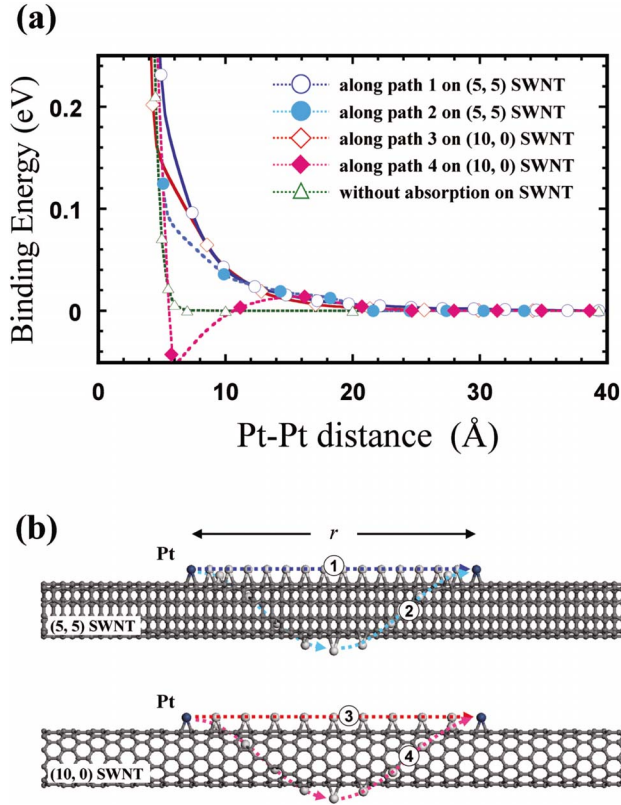 (a)
Binding Energy (eV)
0.2
0.1
0
along path 1 on (5, 5) SWNT
along path 2 on (5, 5) SWNT
along path 3 on (10, 0) SWNT
along path 4 on (10, 0) SWNT
without absorption on SWNT
0
10
20
30
40
Pt-Pt distance (Å)
(b)
r
Pt
1
2
(5, 5) SWNT
Pt
3
4
(10, 0) SWNT